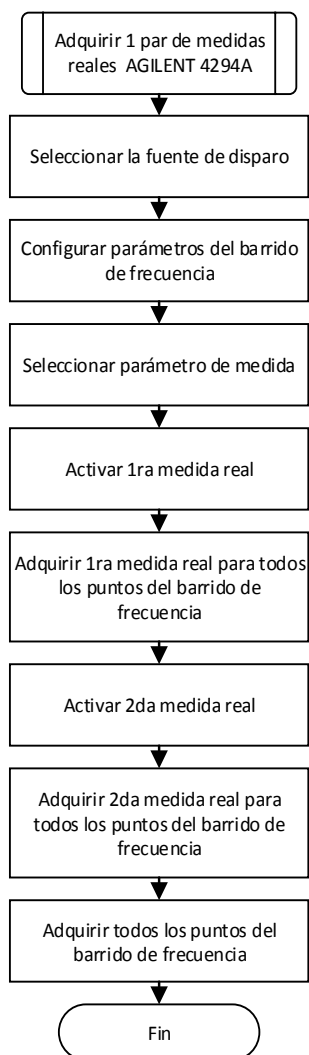 Adquirir 1 par de medidas
reales AGILENT 4294A
Seleccionar la fuente de disparo
Configurar parámetros del barrido
de frecuencia
Seleccionar parámetro de medida
Activar 1ra medida real
Adquirir 1ra medida real para todos
los puntos del barrido de
frecuencia
Activar 2da medida real
Adquirir 2da medida real para
todos los puntos del barrido de
frecuencia
Adquirir todos los puntos del
barrido de frecuencia
Fin